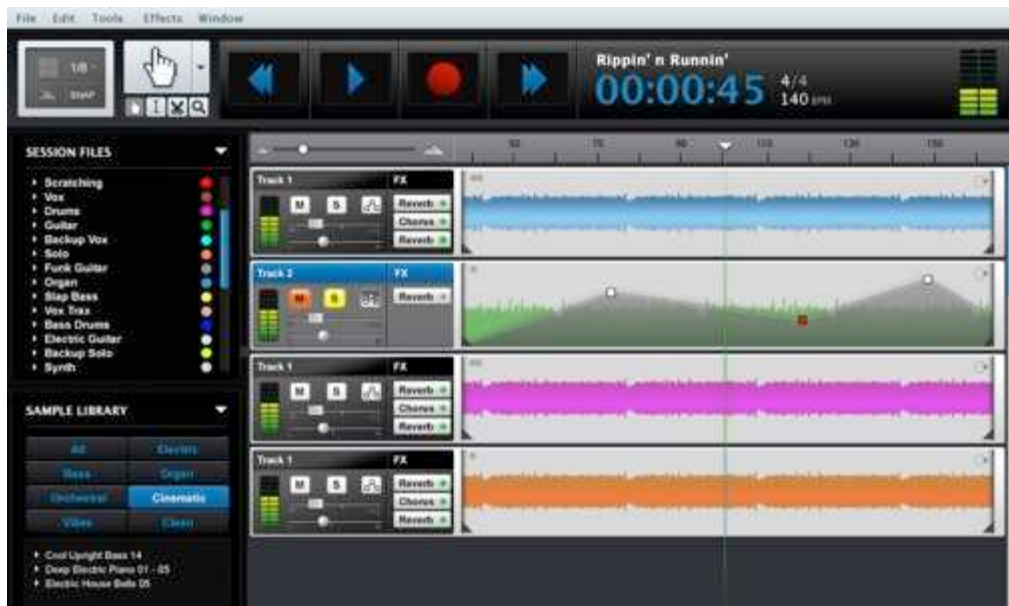 File Edit Tools Effects Window
1/8
SNAP
Rippin' n Runnin'
00:00:45
4/4
140 BPM
SESSION FILES
Scratching
Vox
Drums
Guitar
Backup Vox
Solo
Funk Guitar
Organ
Slap Bass
Vox Trax
Bass Drums
Electric Guitar
Backup Solo
Synth
SAMPLE LIBRARY
All Electric
Bass Organ
Orchestral Cinematic
Vibes Clean
Cool Upright Bass 14
Deep Electric Piano 01 - 05
Electric House Bells 05
Track 1 FX
M S Reverb
Chorus
Reverb
Track 2 FX
M S Reverb
Track 1 FX
M S Reverb
Chorus
Reverb
Track 1 FX
M S Reverb
Chorus
Reverb